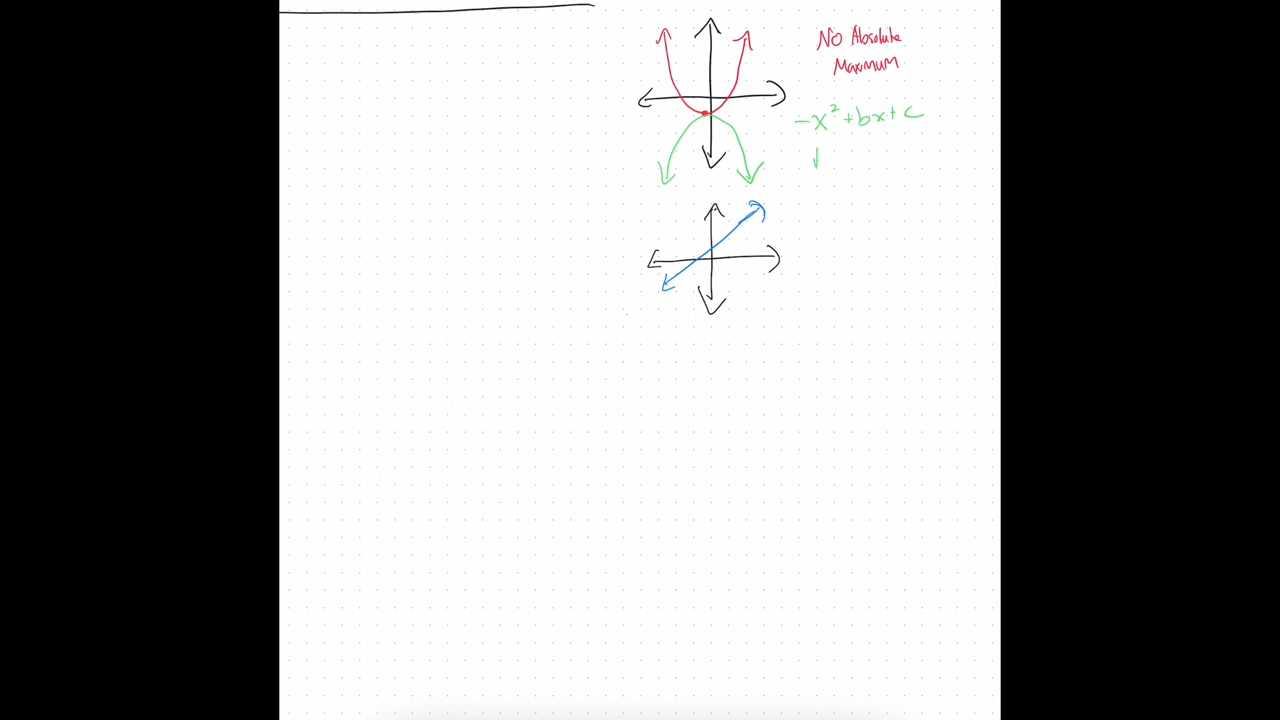 No Absolute
Maximum
-x² + bx + c